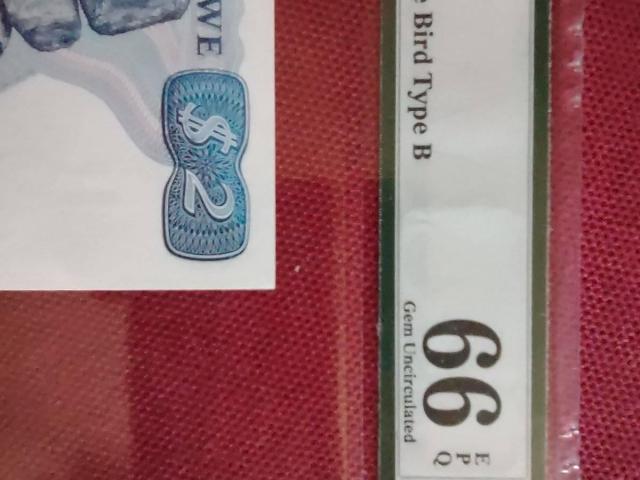 WE
$2
e Bird Type B
66
Gem Uncirculated
E
P
Q